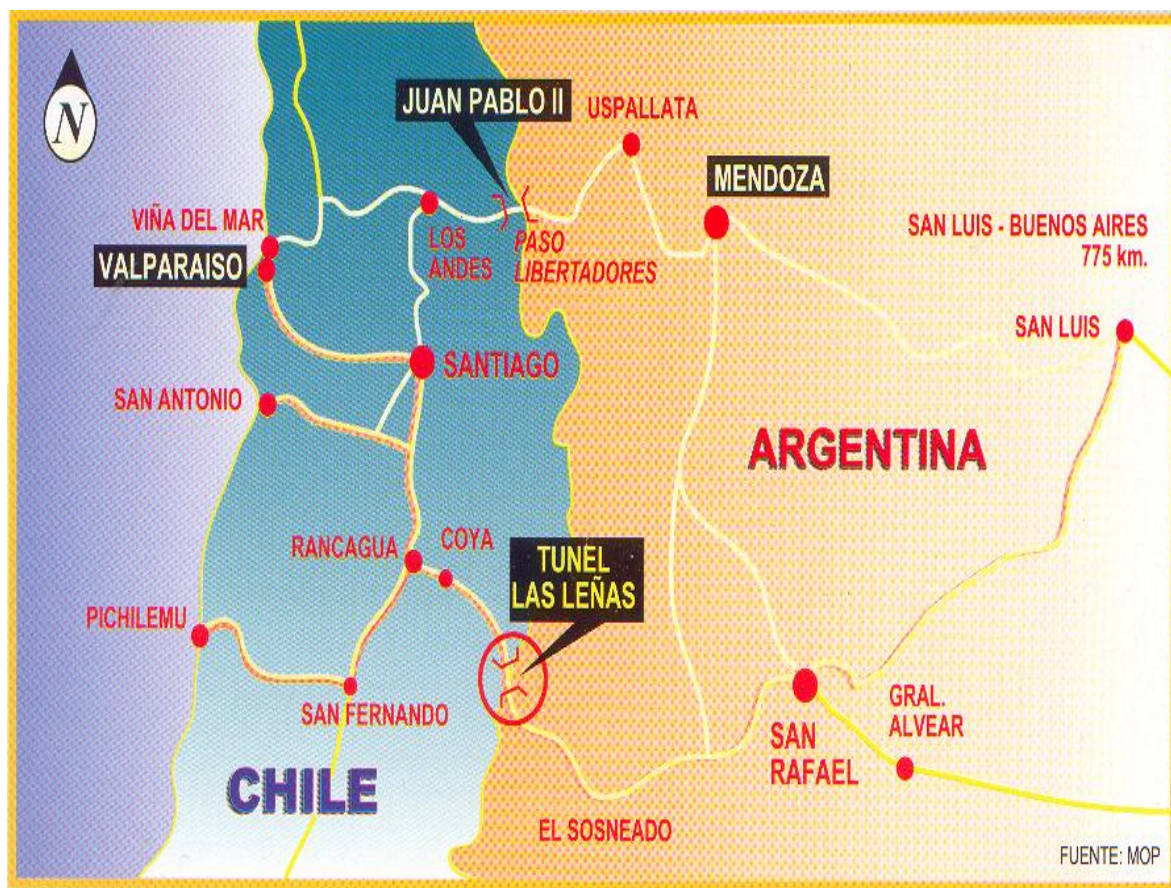 N
JUAN PABLO II
USPALLATA
MENDOZA
VIÑA DEL MAR
VALPARAISO
LOS
ANDES
PASO
LIBERTADORES
SAN LUIS - BUENOS AIRES
775 km.
SAN LUIS
SANTIAGO
SAN ANTONIO
ARGENTINA
RANCAGUA
COYA
TUNEL
LAS LEÑAS
PICHILEMU
SAN FERNANDO
GRAL.
ALVEAR
SAN
RAFAEL
CHILE
EL SOSNEADO
FUENTE: MOP